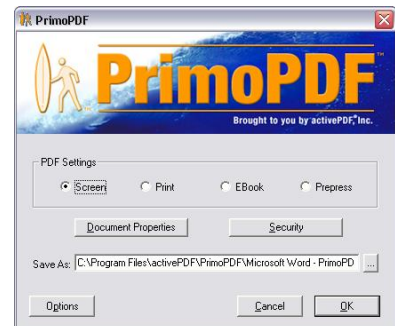 PrimoPDF
PrimoPDF™
Brought to you by activePDF, Inc.
PDF Settings
Screen Print EBook Prepress
Document Properties Security
Save As: C:\Program Files\activePDF\PrimoPDF\Microsoft Word - PrimoPD ...
Options Cancel OK